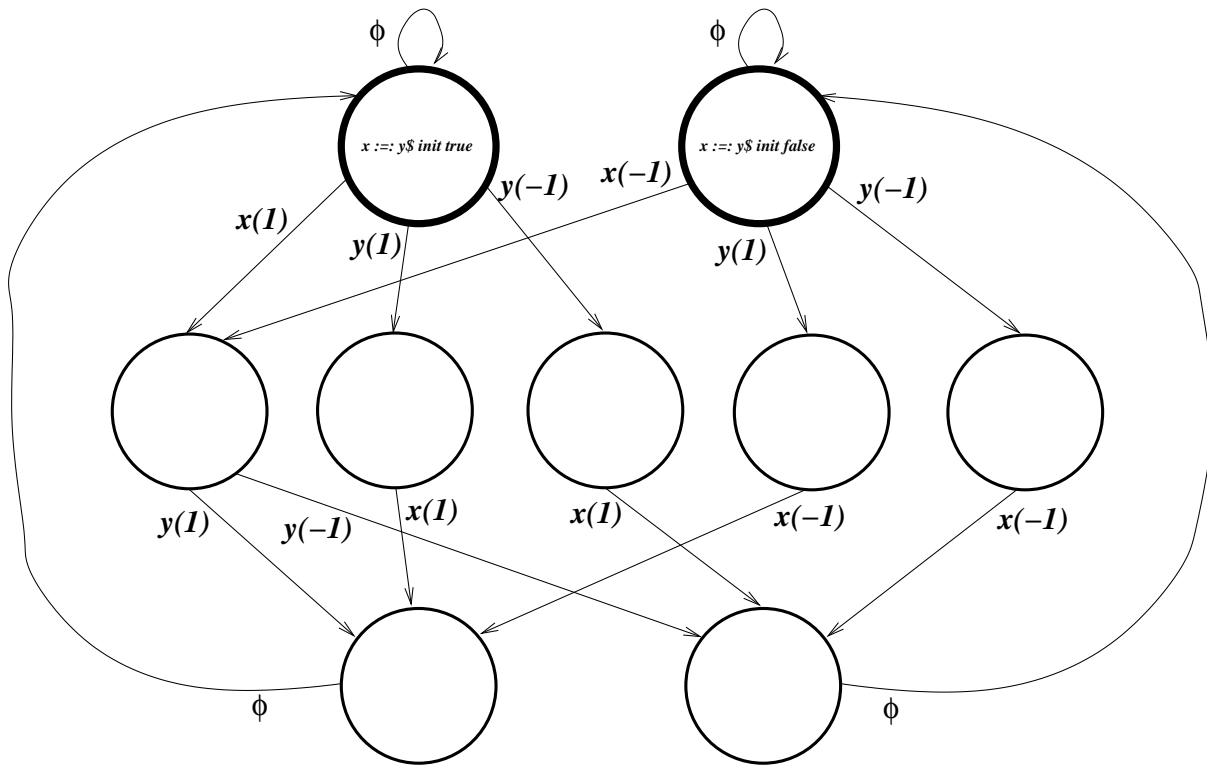 ϕ
ϕ
x :=: y$ init true
x :=: y$ init false
x(1)
y(1)
y(−1)
x(−1)
y(1)
y(−1)
y(1)
y(−1)
x(1)
x(1)
x(−1)
x(−1)
ϕ
ϕ